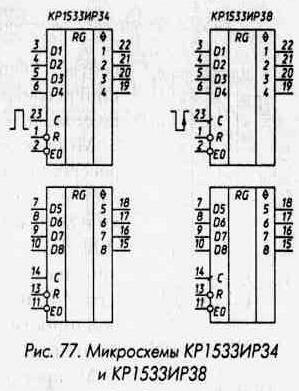 КР1533ИР34 КР1533ИР38
RG
3 D1 1 22
4 D2 2 21
5 D3 3 20
6 D4 4 19
23 C
1 R
2 E0
RG
3 D1 1 22
4 D2 2 21
5 D3 3 20
6 D4 4 19
23 C
1 R
2 E0
RG
7 D5 5 18
8 D6 6 17
9 D7 7 16
10 D8 8 15
14 C
13 R
11 E0
RG
7 D5 5 18
8 D6 6 17
9 D7 7 16
10 D8 8 15
14 C
13 R
11 E0
Рис. 77. Микросхемы КР1533ИР34
и КР1533ИР38